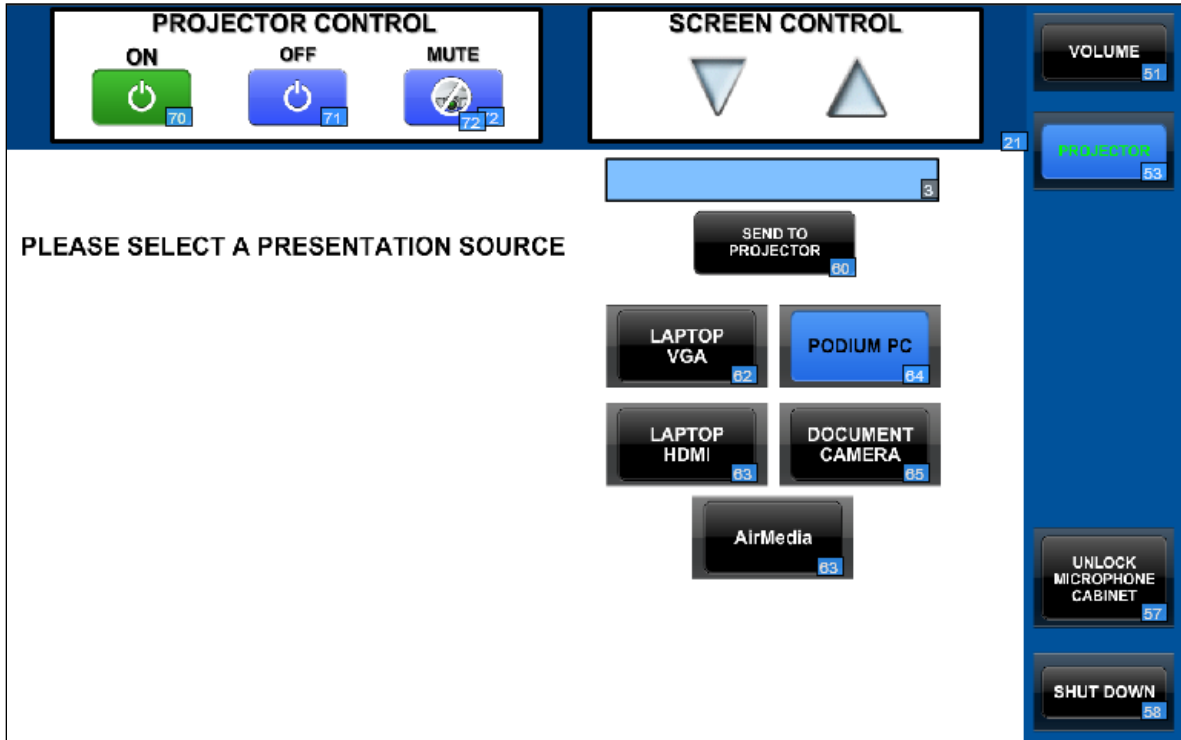 PROJECTOR CONTROL
ON
OFF
MUTE
70
71
72
2
SCREEN CONTROL
VOLUME
51
21
PROJECTOR
53
3
PLEASE SELECT A PRESENTATION SOURCE
SEND TO
PROJECTOR
60
LAPTOP
VGA
62
PODIUM PC
64
LAPTOP
HDMI
63
DOCUMENT
CAMERA
65
AirMedia
63
UNLOCK
MICROPHONE
CABINET
57
SHUT DOWN
58